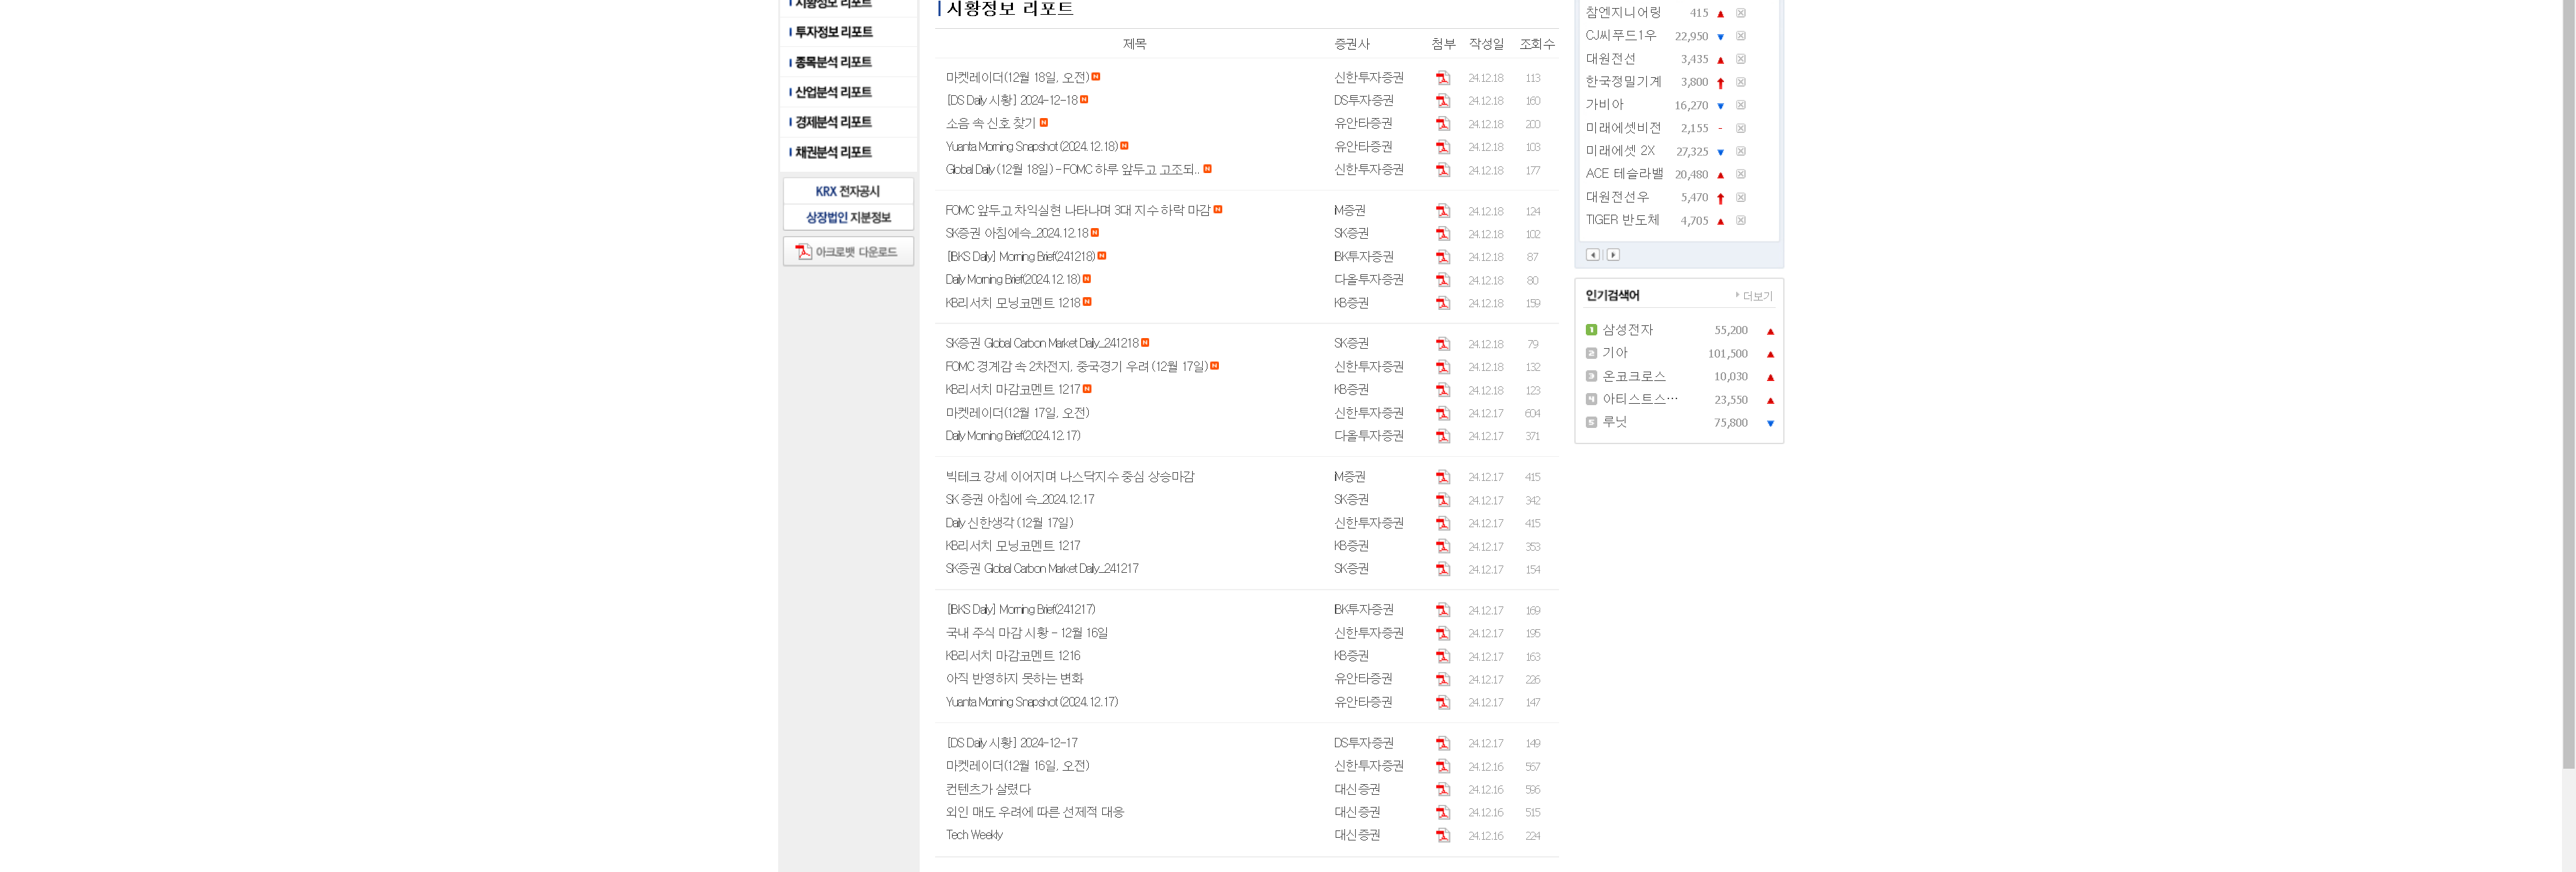 시황정보 리포트
투자정보 리포트
종목분석 리포트
산업분석 리포트
경제분석 리포트
채권분석 리포트
KRX 전자공시
상장법인 지분정보
아크로뱃 다운로드
시황정보 리포트
제목 증권사 첨부 작성일 조회수
마켓레이더(12월 18일, 오전) N 신한투자증권 24.12.18 113
[DS Daily 시황] 2024-12-18 N DS투자증권 24.12.18 160
소음 속 신호 찾기 N 유안타증권 24.12.18 200
Yuanta Morning Snapshot (2024.12.18) N 유안타증권 24.12.18 103
Global Daily (12월 18일) - FOMC 하루 앞두고 고조되.. N 신한투자증권 24.12.18 177
FOMC 앞두고 차익실현 나타나며 3대 지수 하락 마감 N iM증권 24.12.18 124
SK증권 아침에슥_2024.12.18 N SK증권 24.12.18 102
[IBKS Daily] Morning Brief(241218) N IBK투자증권 24.12.18 87
Daily Morning Brief(2024.12.18) N 다올투자증권 24.12.18 80
KB리서치 모닝코멘트 1218 N KB증권 24.12.18 159
SK증권 Global Carbon Market Daily_241218 N SK증권 24.12.18 79
FOMC 경계감 속 2차전지, 중국경기 우려 (12월 17일) N 신한투자증권 24.12.18 132
KB리서치 마감코멘트 1217 N KB증권 24.12.18 123
마켓레이더(12월 17일, 오전) 신한투자증권 24.12.17 604
Daily Morning Brief(2024.12.17) 다올투자증권 24.12.17 371
빅테크 강세 이어지며 나스닥지수 중심 상승마감 iM증권 24.12.17 415
SK 증권 아침에 슥_2024.12.17 SK증권 24.12.17 342
Daily 신한생각 (12월 17일) 신한투자증권 24.12.17 415
KB리서치 모닝코멘트 1217 KB증권 24.12.17 353
SK증권 Global Carbon Market Daily_241217 SK증권 24.12.17 154
[IBKS Daily] Morning Brief(241217) IBK투자증권 24.12.17 169
국내 주식 마감 시황 - 12월 16일 신한투자증권 24.12.17 195
KB리서치 마감코멘트 1216 KB증권 24.12.17 163
아직 반영하지 못하는 변화 유안타증권 24.12.17 226
Yuanta Morning Snapshot (2024.12.17) 유안타증권 24.12.17 147
[DS Daily 시황] 2024-12-17 DS투자증권 24.12.17 149
마켓레이더(12월 16일, 오전) 신한투자증권 24.12.16 567
컨텐츠가 살렸다 대신증권 24.12.16 596
외인 매도 우려에 따른 선제적 대응 대신증권 24.12.16 515
Tech Weekly 대신증권 24.12.16 224
참엔지니어링 415
CJ씨푸드1우 22,950
대원전선 3,435
한국정밀기계 3,800
가비아 16,270
미래에셋비전 2,155 -
미래에셋 2X 27,325
ACE 테슬라밸 20,480
대원전선우 5,470
TIGER 반도체 4,705
인기검색어 더보기
1 삼성전자 55,200
2 기아 101,500
3 온코크로스 10,030
4 아티스트스… 23,550
5 루닛 75,800